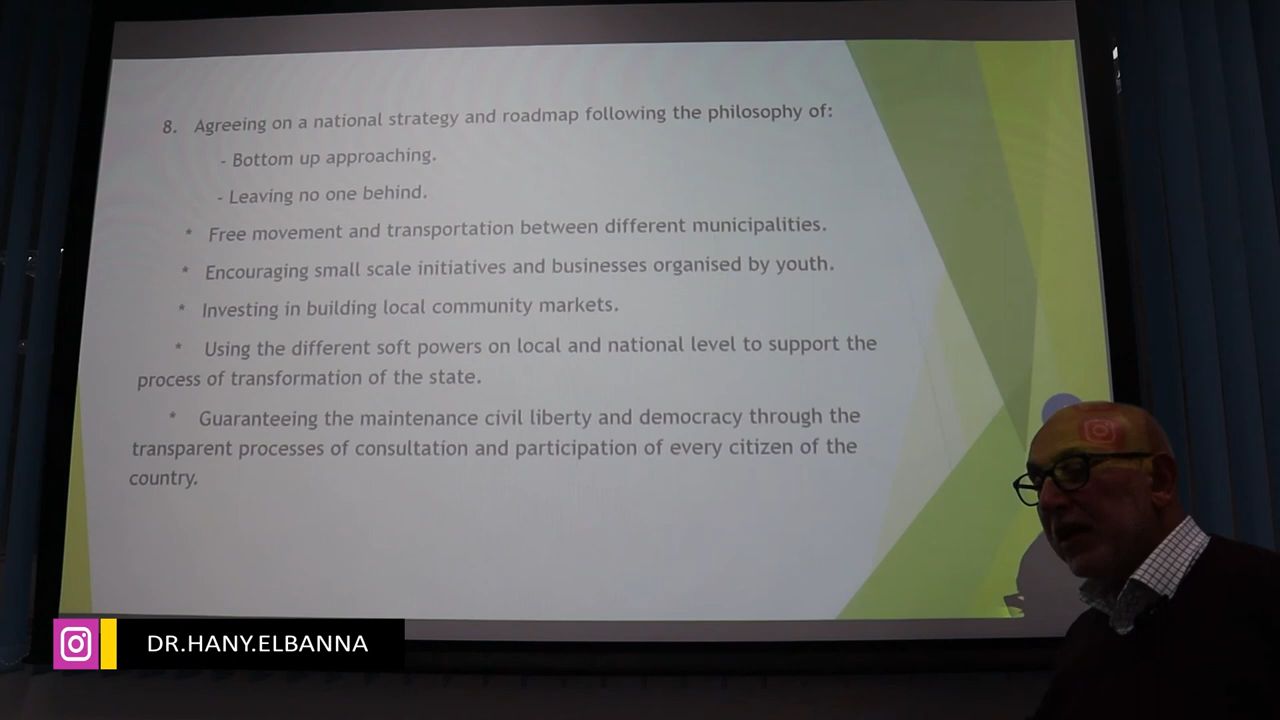 8. Agreeing on a national strategy and roadmap following the philosophy of:
- Bottom up approaching.
- Leaving no one behind.
* Free movement and transportation between different municipalities.
* Encouraging small scale initiatives and businesses organised by youth.
* Investing in building local community markets.
* Using the different soft powers on local and national level to support the
process of transformation of the state.
* Guaranteeing the maintenance civil liberty and democracy through the
transparent processes of consultation and participation of every citizen of the
country.
DR.HANY.ELBANNA